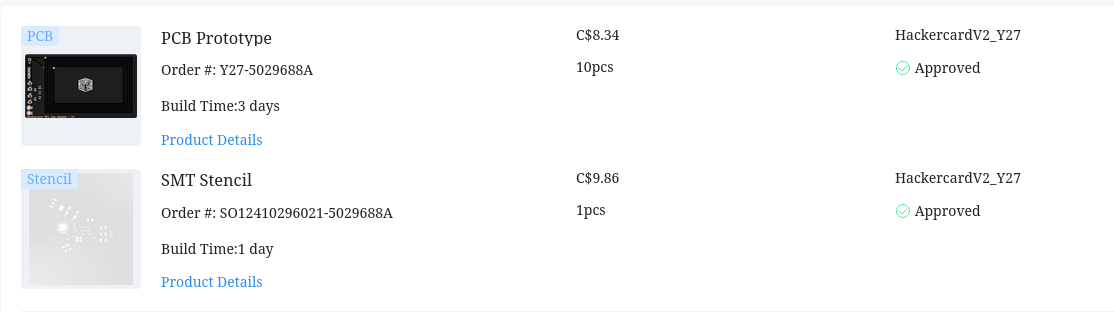 PCB
PCB Prototype
C$8.34
HackercardV2_Y27
Order #: Y27-5029688A
10pcs
Approved
Build Time:3 days
Product Details
Stencil
SMT Stencil
C$9.86
HackercardV2_Y27
Order #: SO12410296021-5029688A
1pcs
Approved
Build Time:1 day
Product Details